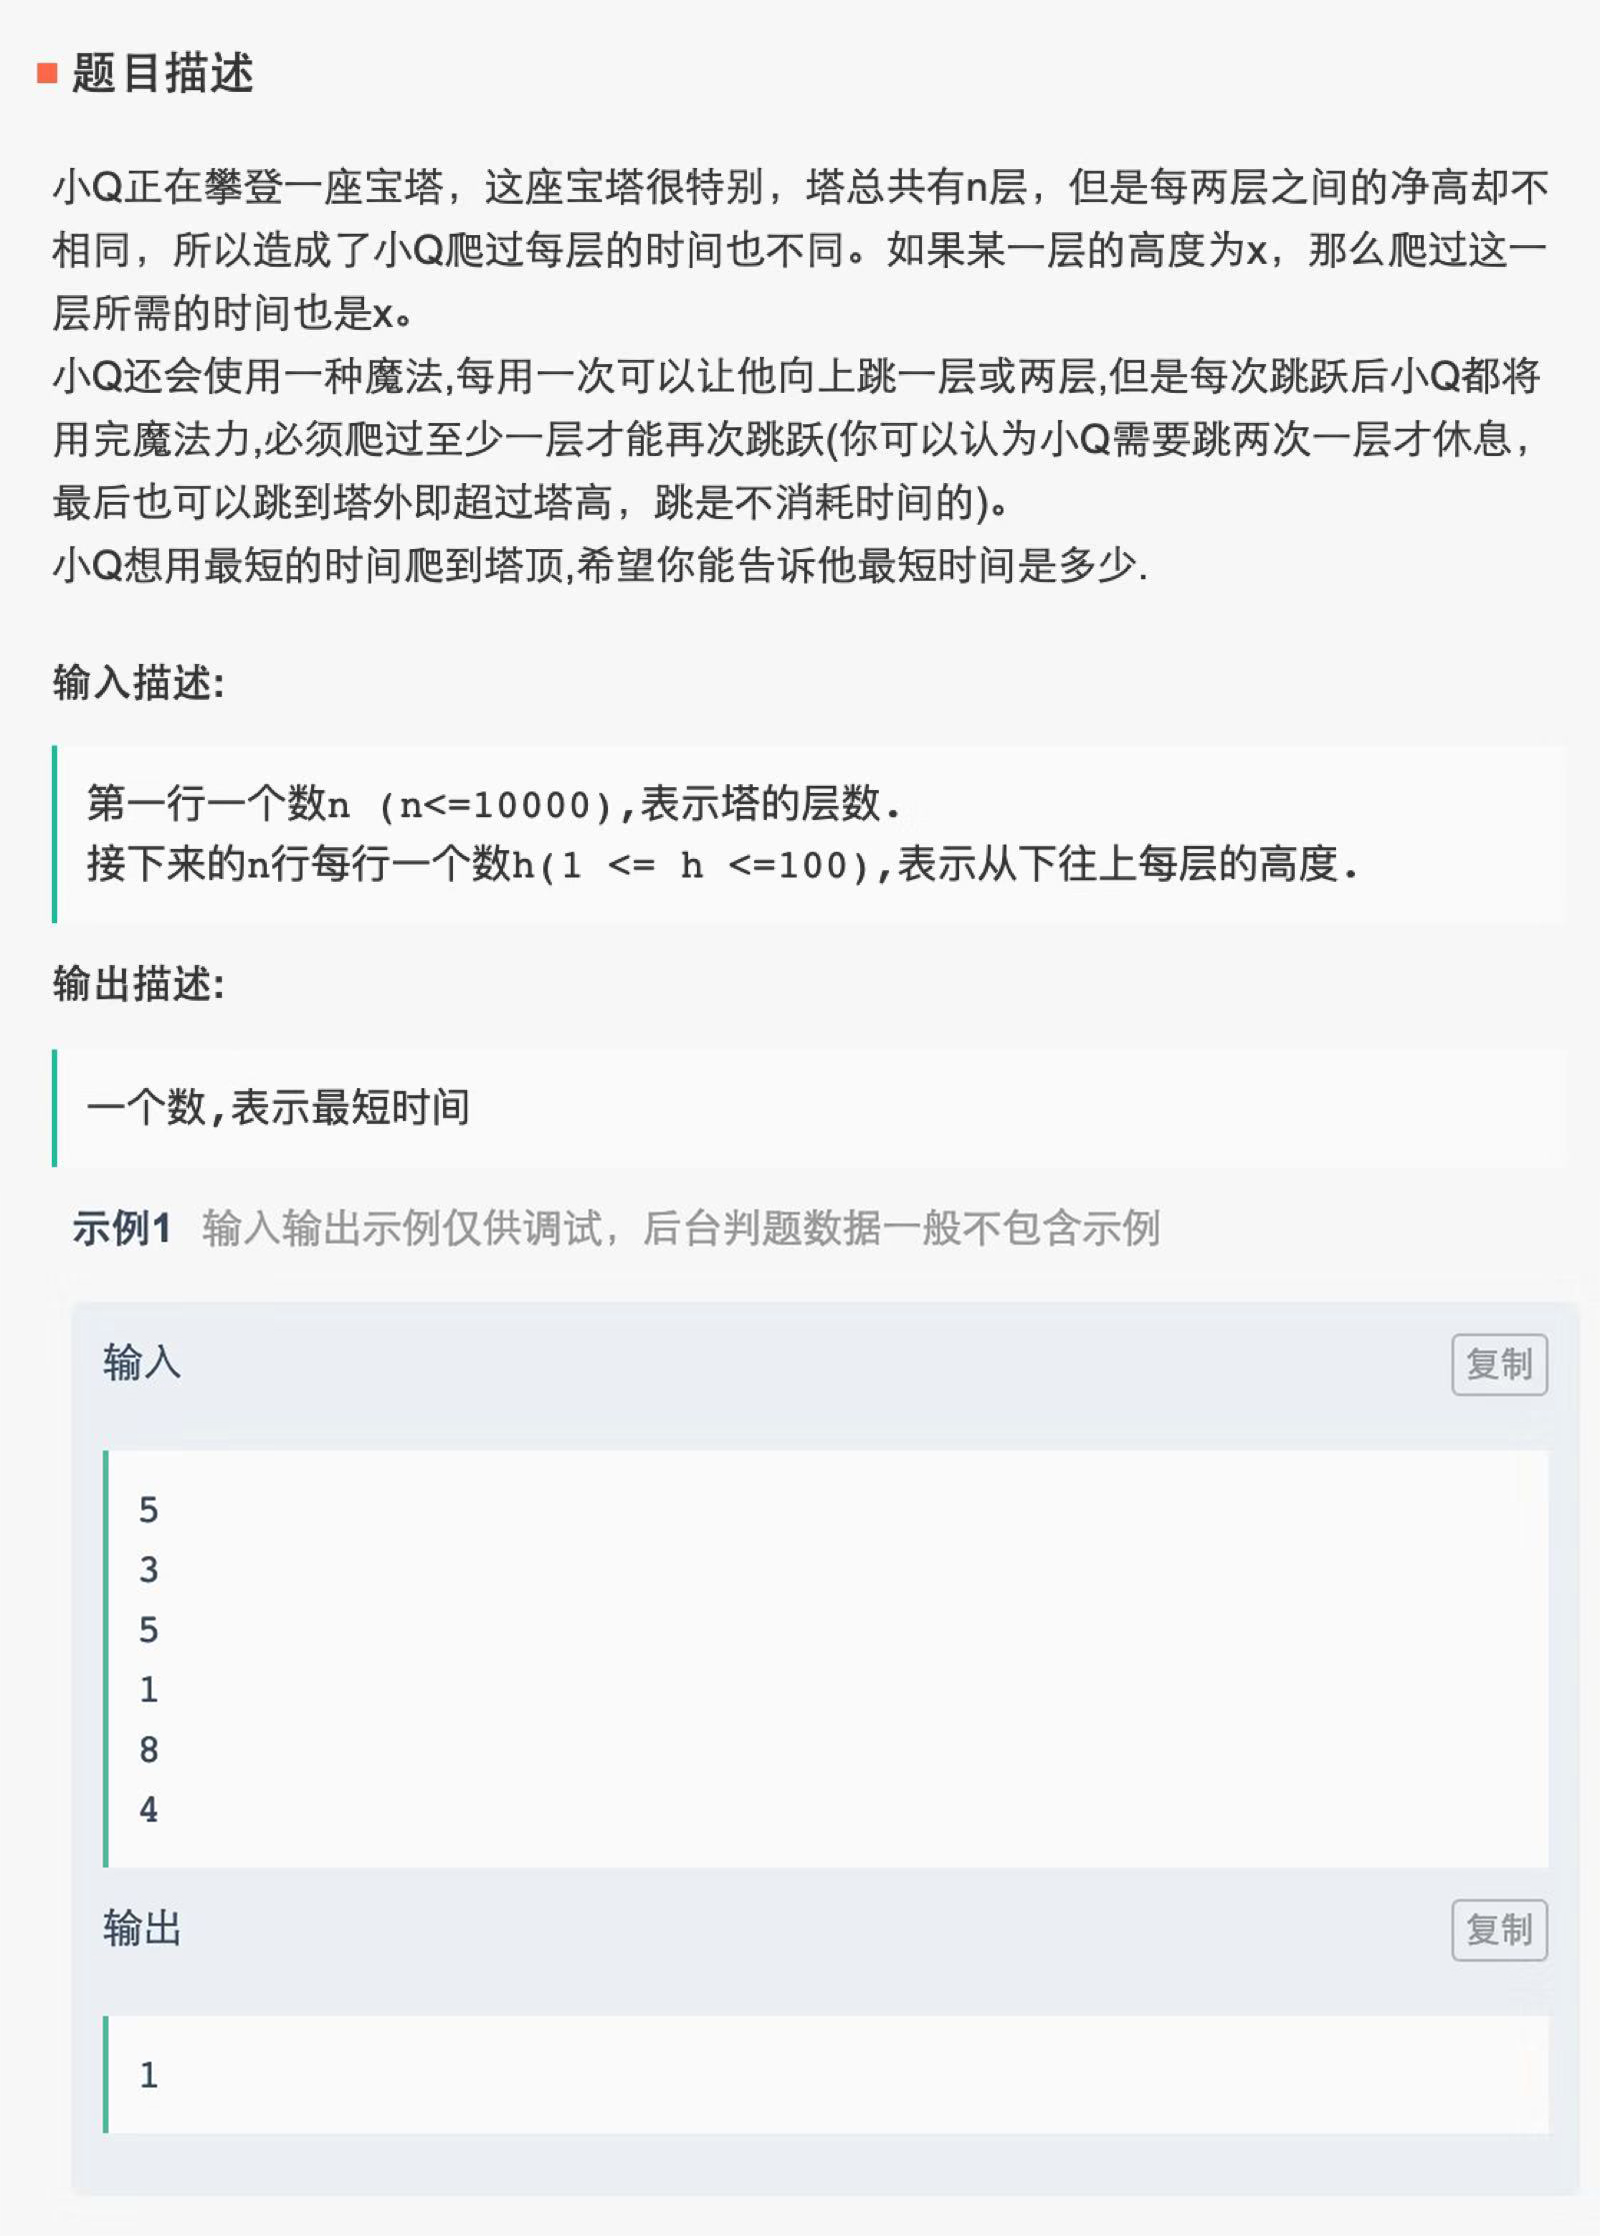 题目描述
小Q正在攀登一座宝塔，这座宝塔很特别，塔总共有n层，但是每两层之间的净高却不
相同，所以造成了小Q爬过每层的时间也不同。如果某一层的高度为x，那么爬过这一
层所需的时间也是x。
小Q还会使用一种魔法,每用一次可以让他向上跳一层或两层,但是每次跳跃后小Q都将
用完魔法力,必须爬过至少一层才能再次跳跃(你可以认为小Q需要跳两次一层才休息，
最后也可以跳到塔外即超过塔高，跳是不消耗时间的)。
小Q想用最短的时间爬到塔顶,希望你能告诉他最短时间是多少.
输入描述:
第一行一个数n (n<=10000),表示塔的层数.
接下来的n行每行一个数h(1 <= h <=100),表示从下往上每层的高度.
输出描述:
一个数,表示最短时间
示例1 输入输出示例仅供调试，后台判题数据一般不包含示例
输入 复制
5
3
5
1
8
4
输出 复制
1